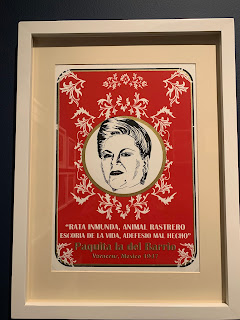 "RATA INMUNDA, ANIMAL RASTRERO
ESCORIA DE LA VIDA, ADEFESIO MAL HECHO"
Paquita la del Barrio
Veracruz, México 1947